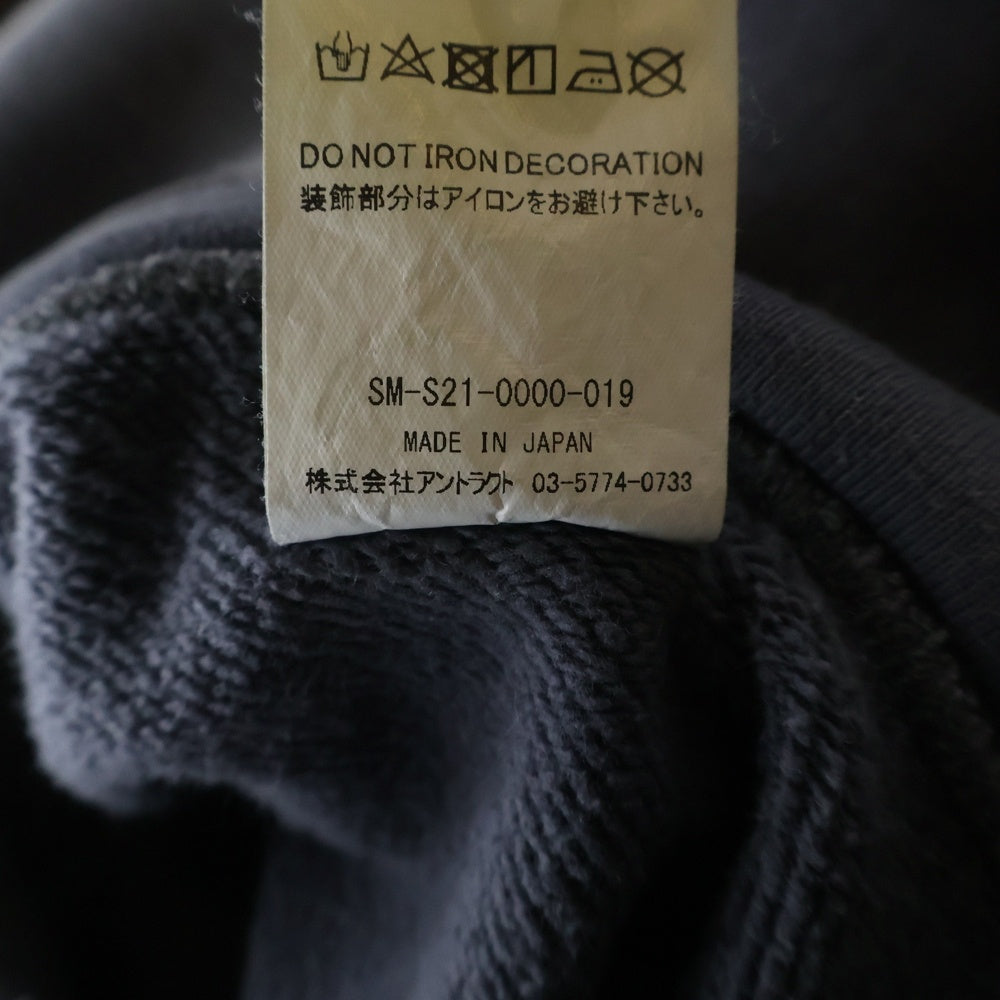 DO NOT IRON DECORATION
装飾部分はアイロンをお避け下さい。
SM-S21-0000-019
MADE IN JAPAN
株式会社アントラクト 03-5774-0733